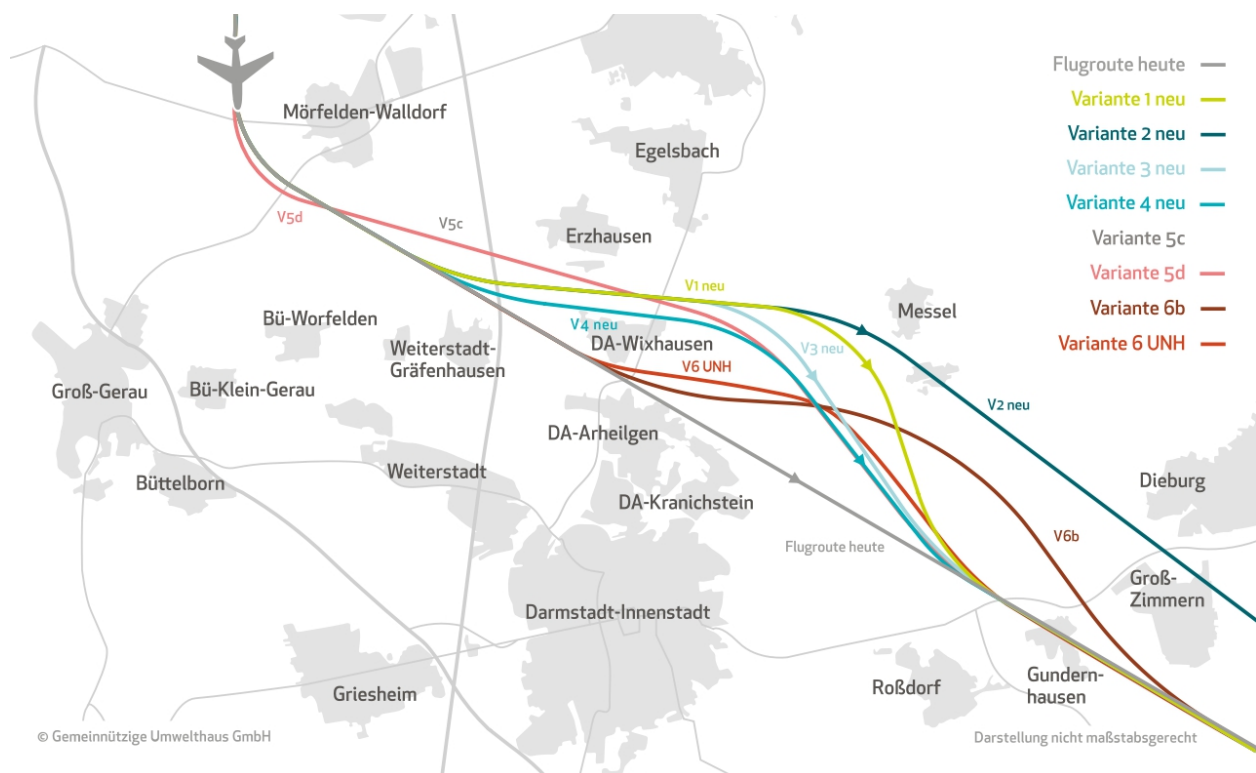 Flugroute heute
Variante 1 neu
Variante 2 neu
Variante 3 neu
Variante 4 neu
Variante 5c
Variante 5d
Variante 6b
Variante 6 UNH
Mörfelden-Walldorf
Egelsbach
V5d
V5c
Erzhausen
V1 neu
Messel
Bü-Worfelden
V4 neu
DA-Wixhausen
V3 neu
Weiterstadt-
Gräfenhausen
V6 UNH
Groß-Gerau
Bü-Klein-Gerau
V2 neu
DA-Arheilgen
Weiterstadt
Büttelborn
Dieburg
DA-Kranichstein
V6b
Flugroute heute
Groß-
Zimmern
Darmstadt-Innenstadt
Griesheim
Roßdorf
Gundern-
hausen
© Gemeinnützige Umwelthaus GmbH
Darstellung nicht maßstabsgerecht